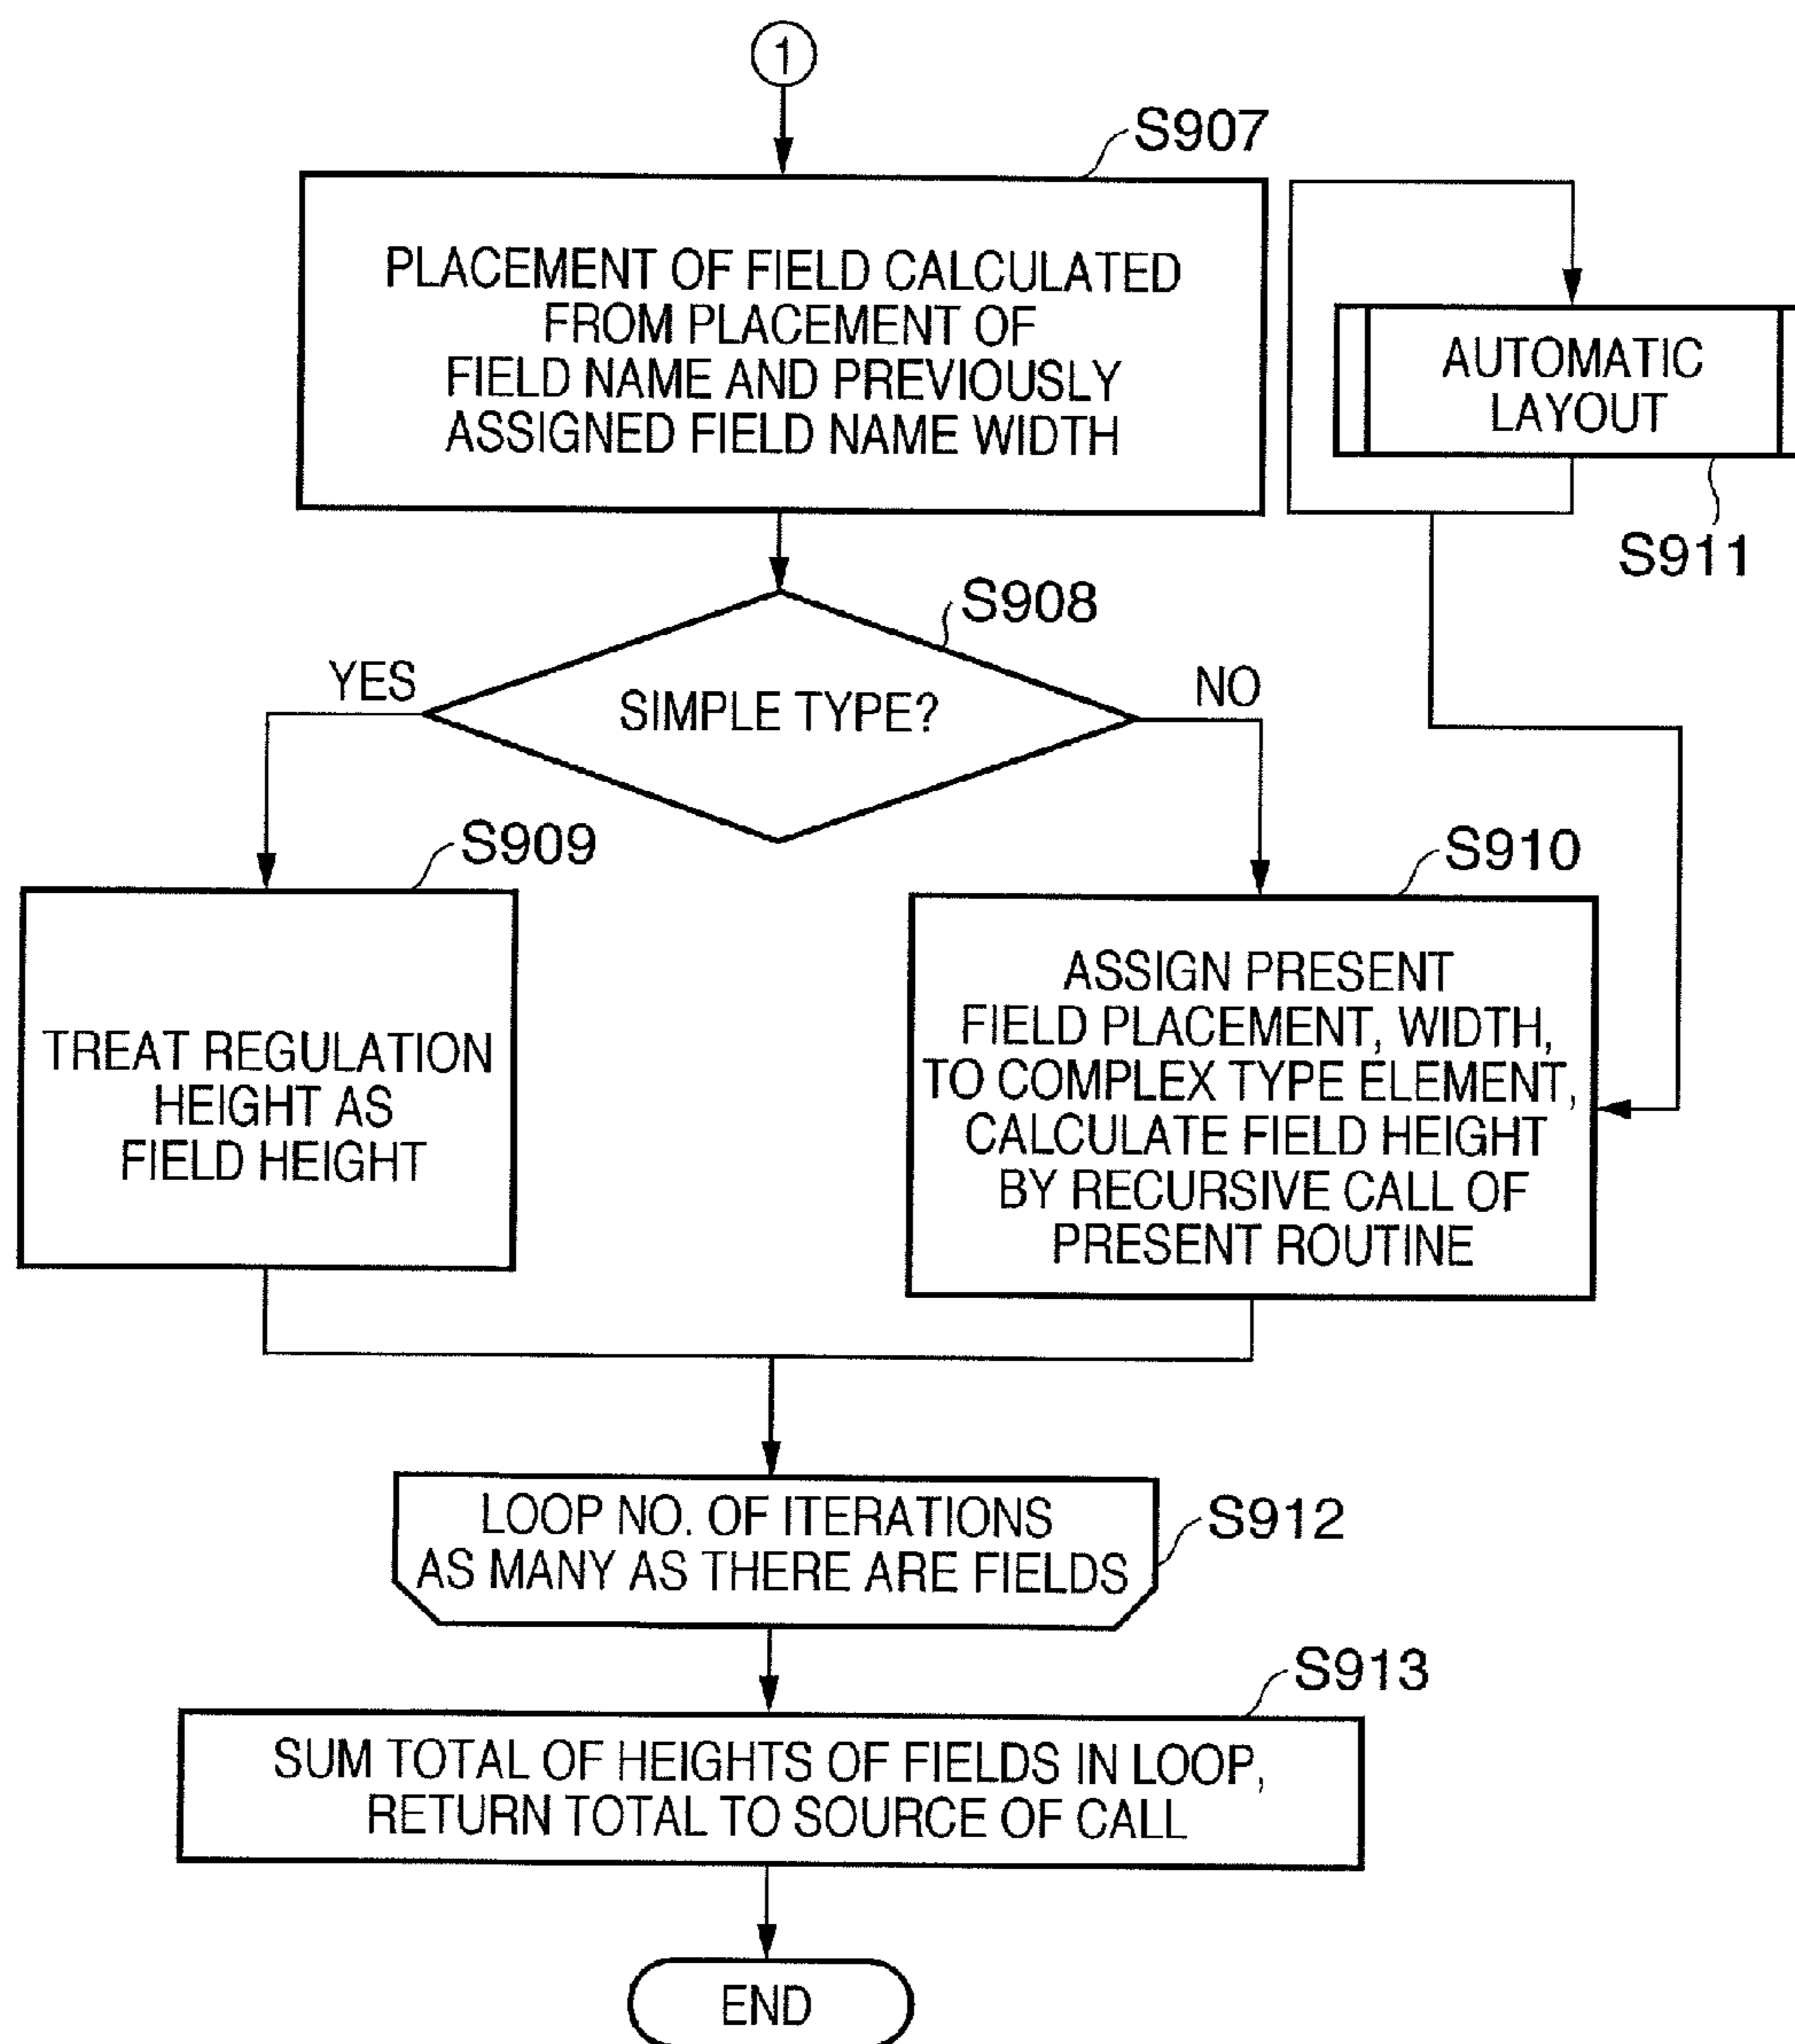 1
S907
PLACEMENT OF FIELD CALCULATED
FROM PLACEMENT OF
FIELD NAME AND PREVIOUSLY
ASSIGNED FIELD NAME WIDTH
AUTOMATIC
LAYOUT
S911
S908
YES
SIMPLE TYPE?
NO
S909
TREAT REGULATION
HEIGHT AS
FIELD HEIGHT
S910
ASSIGN PRESENT
FIELD PLACEMENT, WIDTH,
TO COMPLEX TYPE ELEMENT,
CALCULATE FIELD HEIGHT
BY RECURSIVE CALL OF
PRESENT ROUTINE
LOOP NO. OF ITERATIONS
AS MANY AS THERE ARE FIELDS
S912
S913
SUM TOTAL OF HEIGHTS OF FIELDS IN LOOP,
RETURN TOTAL TO SOURCE OF CALL
END